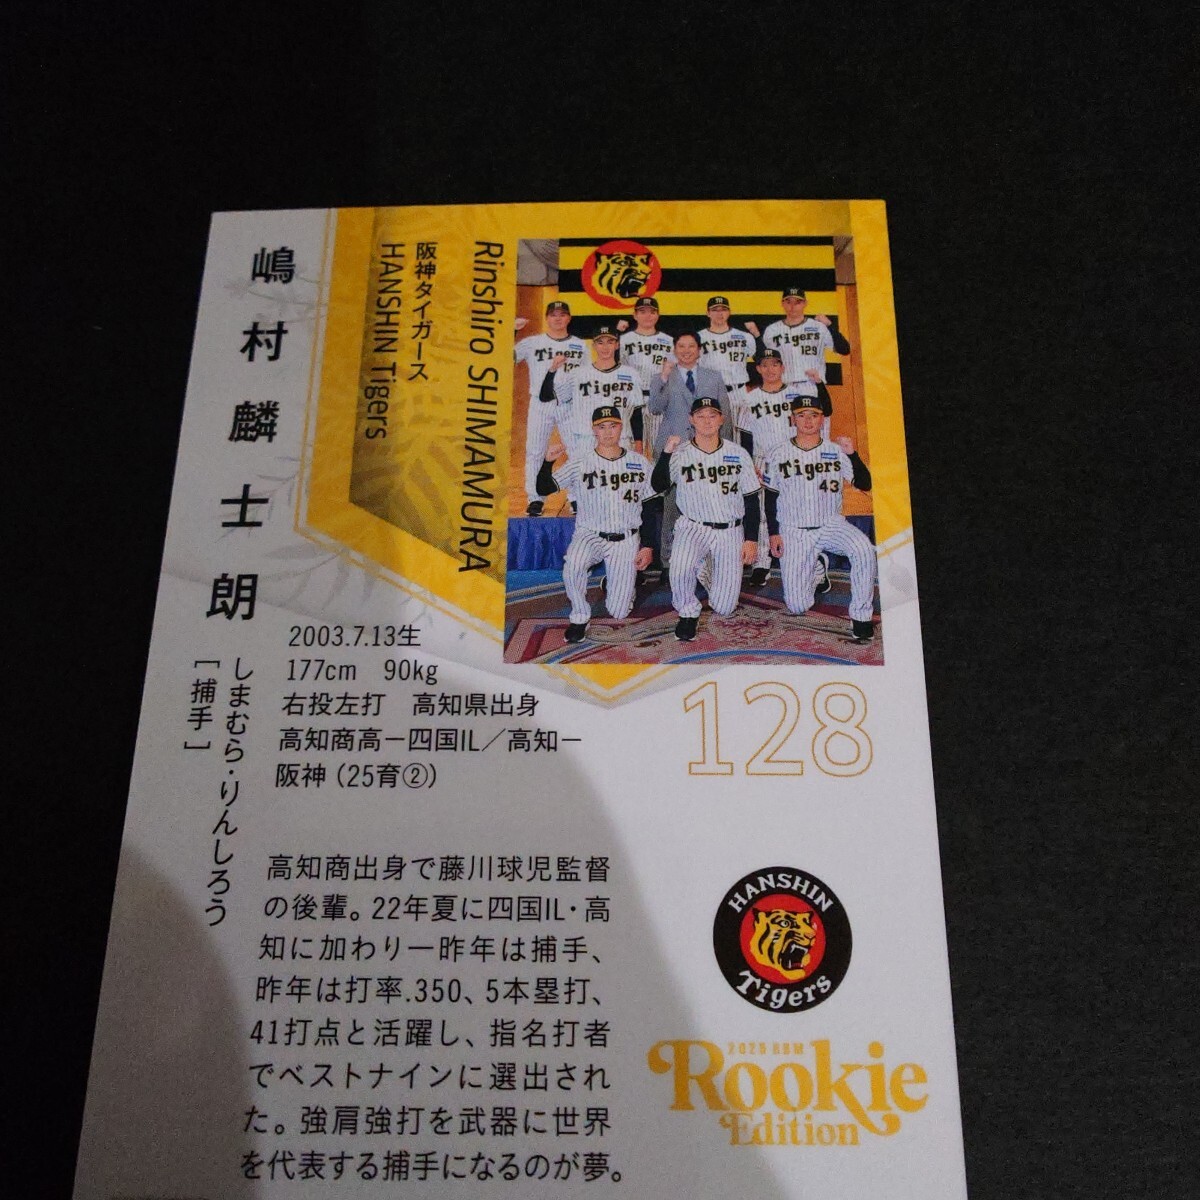 嶋村麟士朗
しまむら・りんしろう
［捕手］
Rinshiro SHIMAMURA
阪神タイガース
HANSHIN Tigers
Tigers
Tigers
128
Tigers
127
Tigers
129
Tigers
28
Tigers
45
Tigers
54
Tigers
43
2003.7.13生
177cm 90kg
右投左打 高知県出身
高知商高－四国IL／高知－
阪神（25育②）
128
高知商出身で藤川球児監督
の後輩。22年夏に四国IL・高
知に加わり一昨年は捕手、
昨年は打率.350、5本塁打、
41打点と活躍し、指名打者
でベストナインに選出され
た。強肩強打を武器に世界
を代表する捕手になるのが夢。
HANSHIN
Tigers
2025 BBM
Rookie
Edition